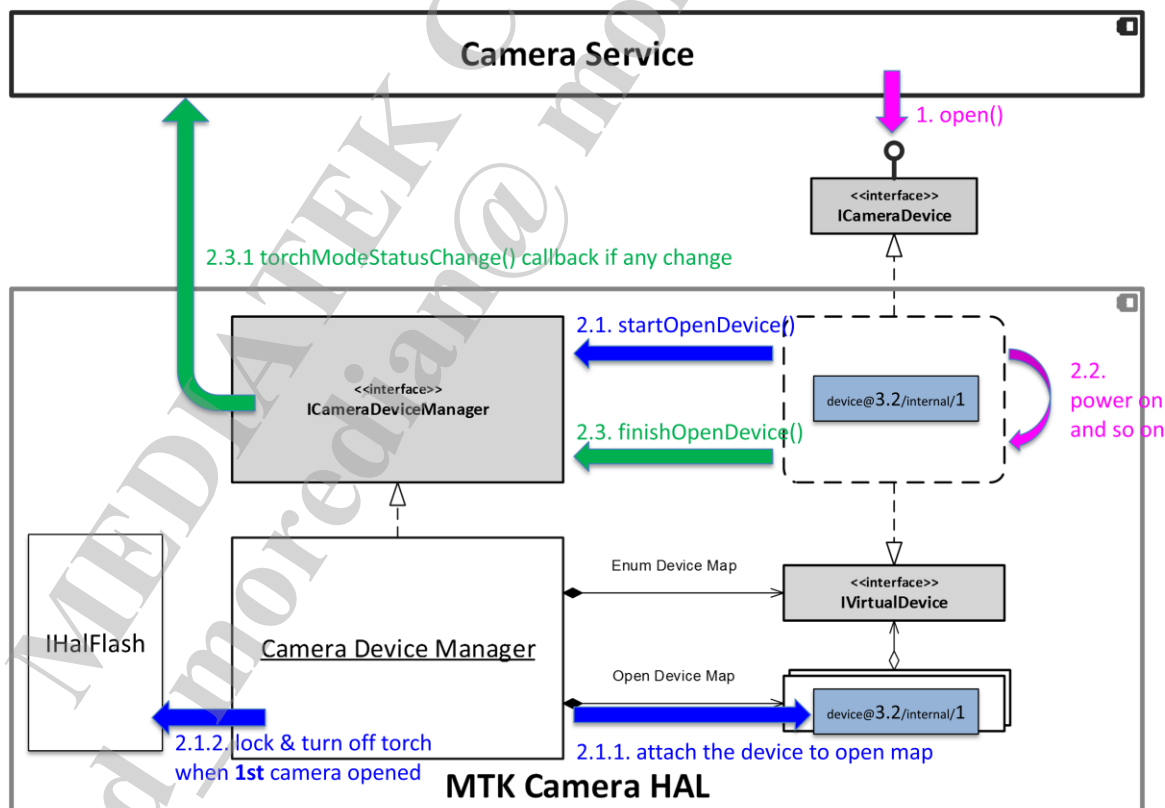 Camera Service
1. open()
<<interface>>
ICameraDevice
2.3.1 torchModeStatusChange() callback if any change
2.1. startOpenDevice()
<<interface>>
ICameraDeviceManager
device@3.2/internal/1
2.2.
power on
and so on
2.3. finishOpenDevice()
Enum Device Map
<<interface>>
IVirtualDevice
IHalFlash
Camera Device Manager
Open Device Map
device@3.2/internal/1
2.1.2. lock & turn off torch
when 1st camera opened
2.1.1. attach the device to open map
MTK Camera HAL
MEDIATEK C
d_moredian@ mo